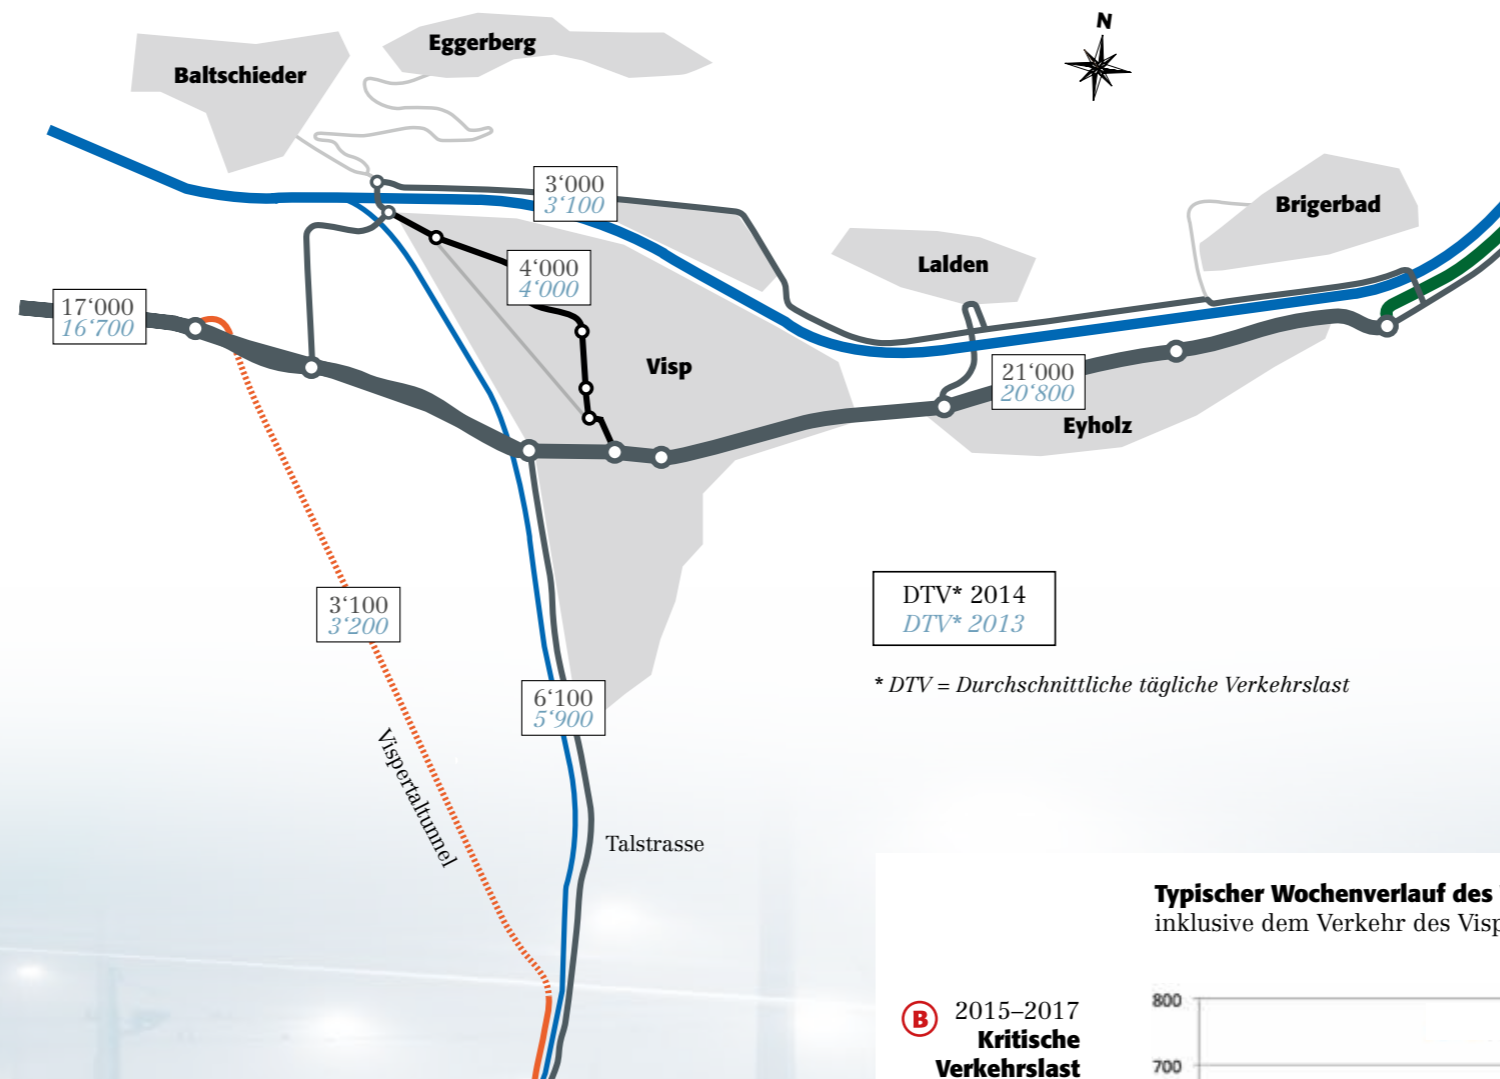 N
Eggerberg
Baltschieder
3‘000
3‘100
Brigerbad
4‘000
4‘000
Lalden
17‘000
16‘700
Visp
21‘000
20‘800
Eyholz
3‘100
3‘200
DTV* 2014
DTV* 2013
* DTV = Durchschnittliche tägliche Verkehrslast
6‘100
5‘900
Vispertaltunnel
Talstrasse
Typischer Wochenverlauf des
inklusive dem Verkehr des Visp
B 2015–2017
Kritische
Verkehrslast
800
700